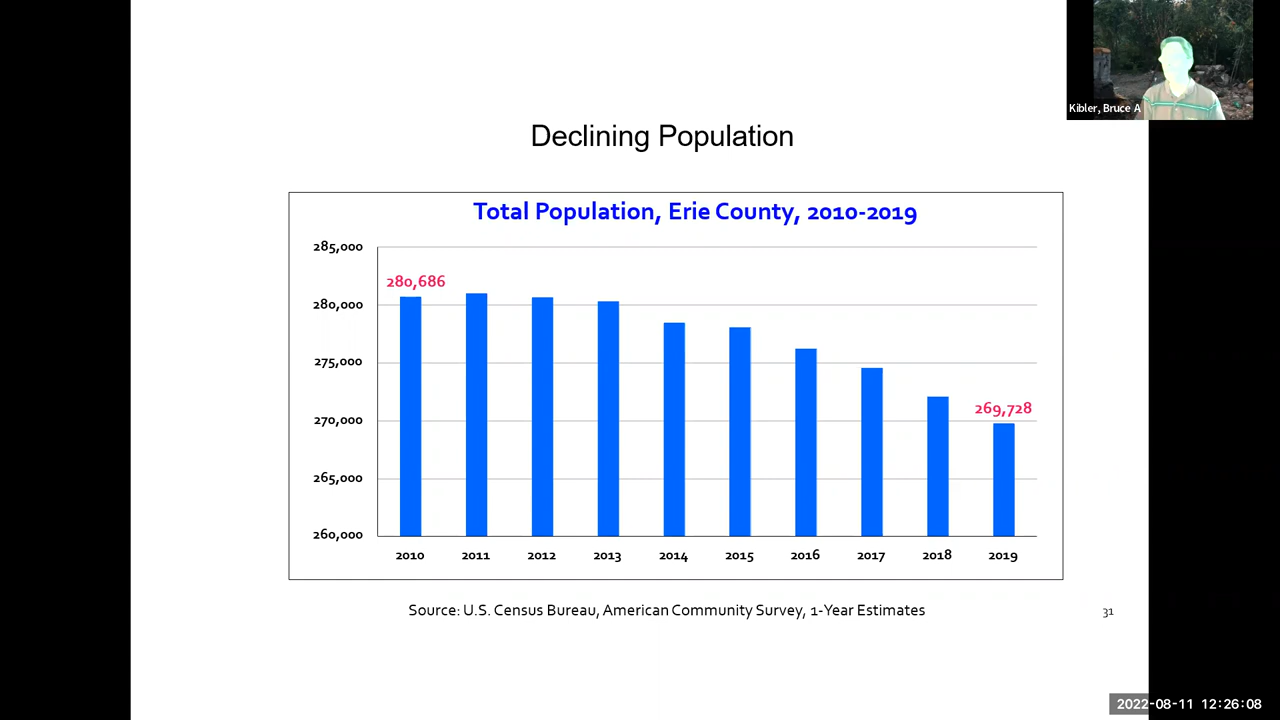 Kibler, Bruce A
Declining Population
Total Population, Erie County, 2010-2019
285,000
280,686
280,000
275,000
269,728
270,000
265,000
260,000
2010 2011 2012 2013 2014 2015 2016 2017 2018 2019
Source: U.S. Census Bureau, American Community Survey, 1-Year Estimates
31
2022-08-11 12:26:08